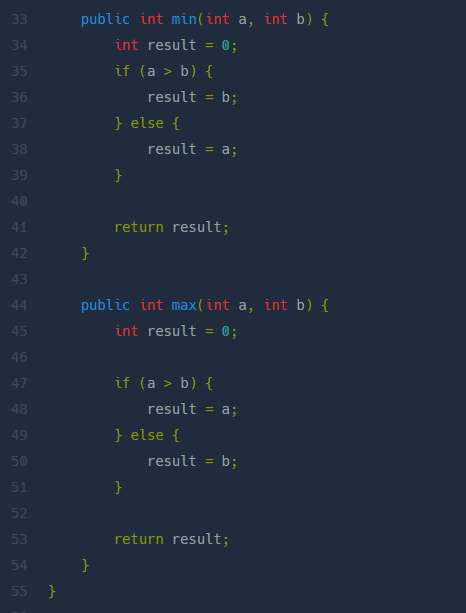 33 public int min(int a, int b) {
34 int result = 0;
35 if (a > b) {
36 result = b;
37 } else {
38 result = a;
39 }
40
41 return result;
42 }
43
44 public int max(int a, int b) {
45 int result = 0;
46
47 if (a > b) {
48 result = a;
49 } else {
50 result = b;
51 }
52
53 return result;
54 }
55 }